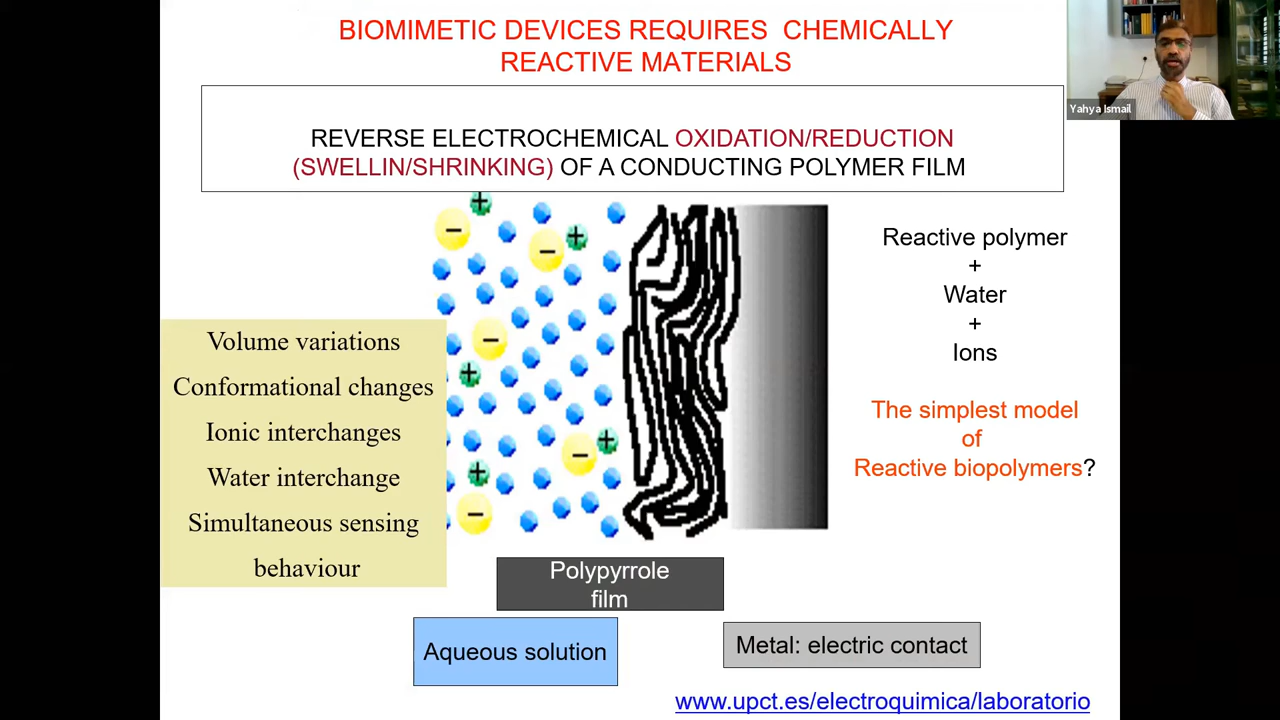 BIOMIMETIC DEVICES REQUIRES CHEMICALLY
REACTIVE MATERIALS
Yahya Ismail
REVERSE ELECTROCHEMICAL OXIDATION/REDUCTION
(SWELLIN/SHRINKING) OF A CONDUCTING POLYMER FILM
Volume variations
Conformational changes
Ionic interchanges
Water interchange
Simultaneous sensing
behaviour
+
−
+
−
−
+
+
−
+
−
Reactive polymer
+
Water
+
Ions
The simplest model
of
Reactive biopolymers?
Polypyrrole
film
Aqueous solution
Metal: electric contact
www.upct.es/electroquimica/laboratorio